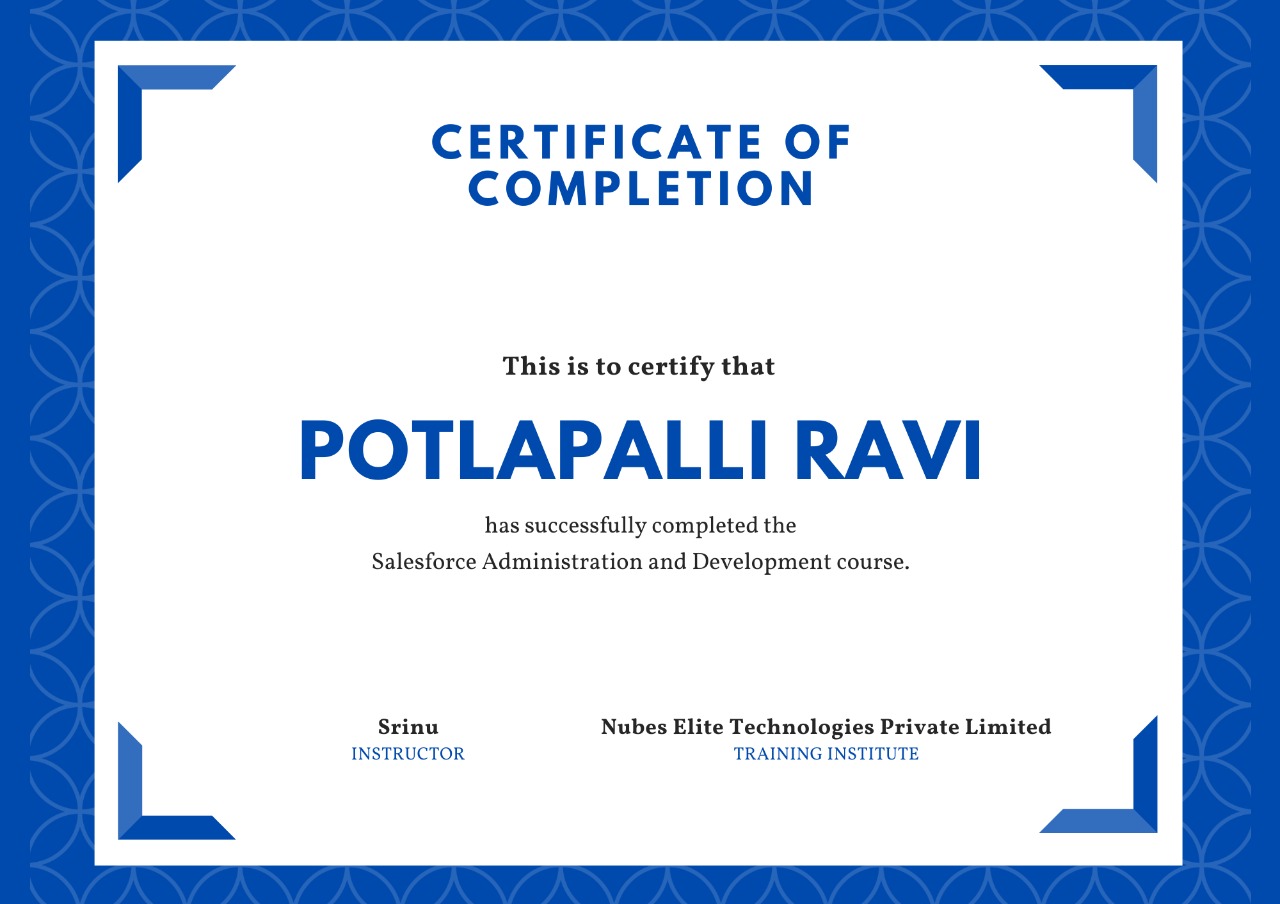 CERTIFICATE OF
COMPLETION
This is to certify that
POTLAPALLI RAVI
has successfully completed the
Salesforce Administration and Development course.
Srinu
INSTRUCTOR
Nubes Elite Technologies Private Limited
TRAINING INSTITUTE